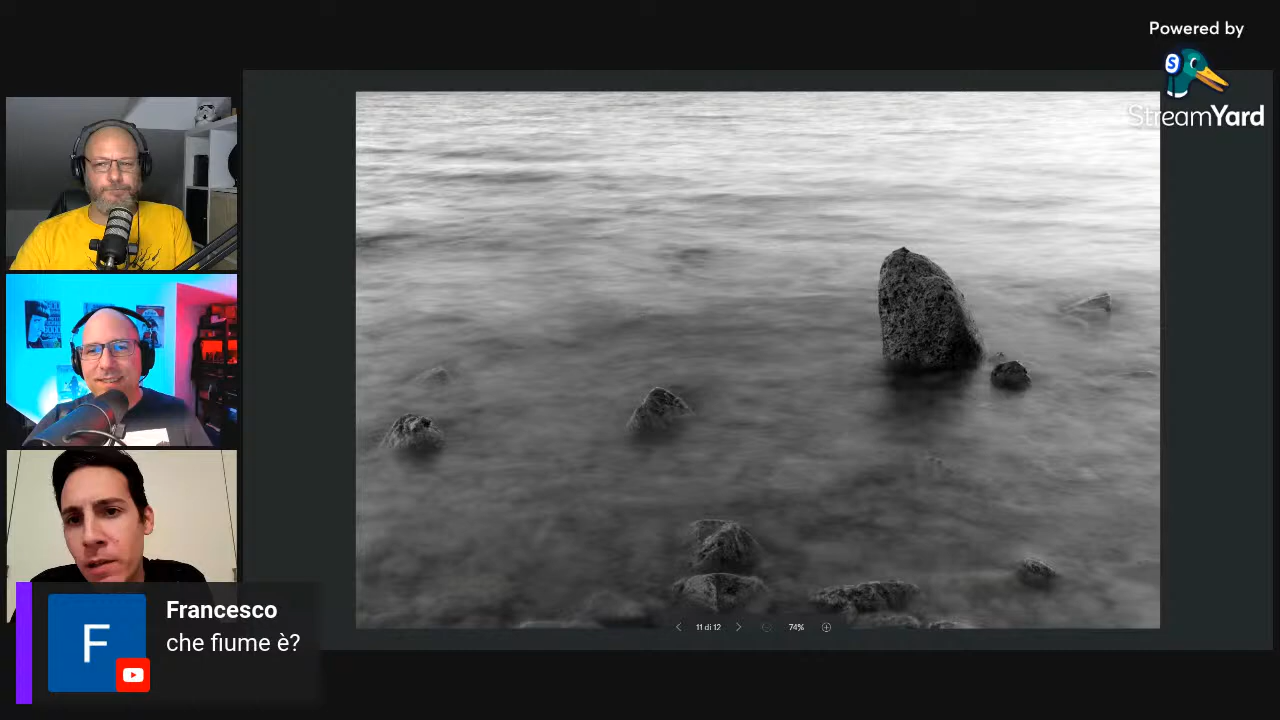 Powered by
StreamYard
11 di 12
74%
F
Francesco
che fiume è?